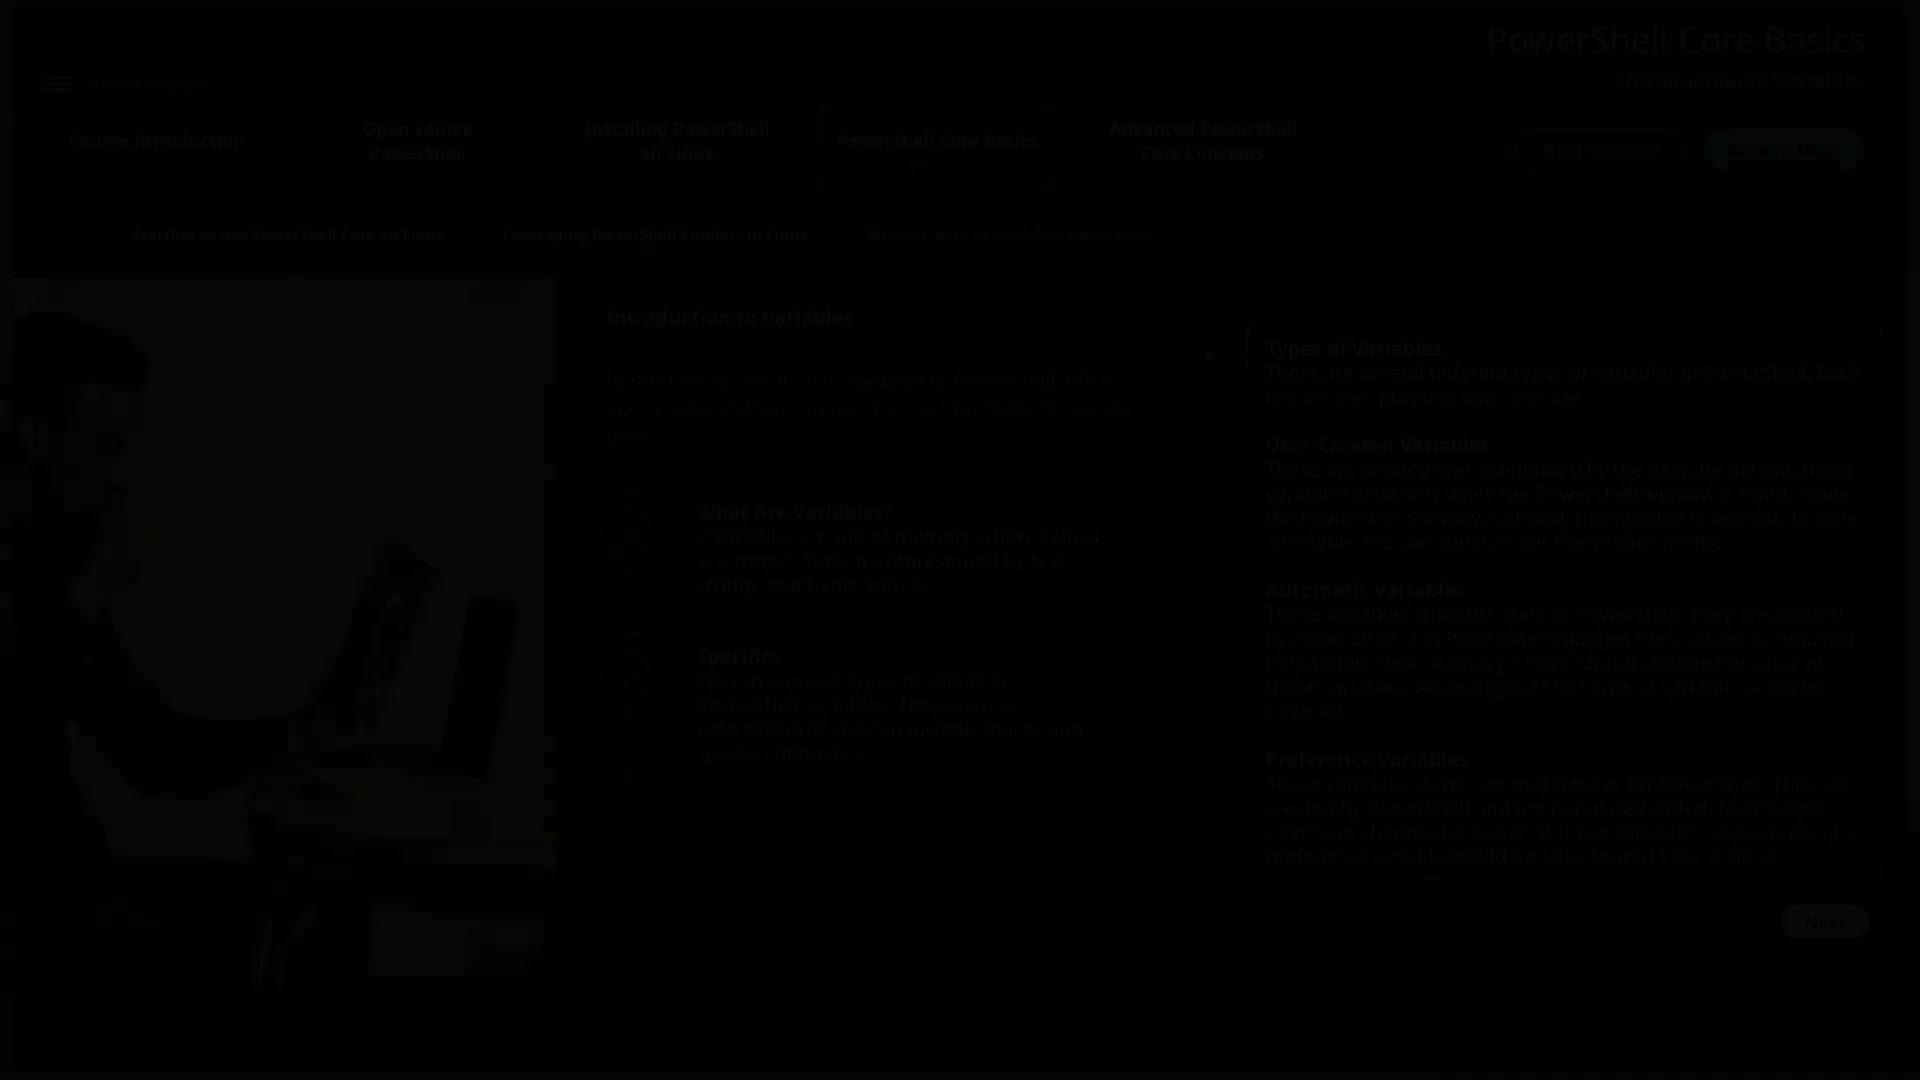 PowerShell Core Basics
Introduction to Variable
Course Introduction
Open Source
PowerShell
Installing PowerShell
on Linux
PowerShell Core Basics
Advanced PowerShell
Core Concepts
Next Section
Back to Main
Starting to Use PowerShell Core on Linux
Leveraging PowerShell Cmdlets in Linux
Working with Variables in PowerShell
Introduction to Variables
In this lesson, we discuss variables in PowerShell. What
are variables? What can they be used for? How do we use
them?
What Are Variables?
A variable is a unit of memory where values
are stored. They are represented by text
strings that begin with $.
Specifics
We can store all types of values in
PowerShell variables. They are not
case-sensitive and can include spaces and
special characters.
Types of Variables
There are several different types of variables in PowerShell. Each
has it's own purpose and use-case.
User-Created Variables
These are created and maintained by the user. By default, these
variables exist only while the PowerShell window is open. When
the PowerShell window is closed, the variable is deleted. To save
a variable, we can add it to our PowerShell profile.
Automatic Variables
These variables store the state of PowerShell. They are created
by PowerShell, and PowerShell changes their values as required
to maintain their accuracy. Users cannot change the value of
these variables. An example of this type of variable would be
$PSHOME.
Preference Variables
These variables store user preferences for PowerShell. They are
created by PowerShell and are populated with default values.
Users can change the values of these variables. An example of a
preference variable would be $MaximumHistoryCount.
Next